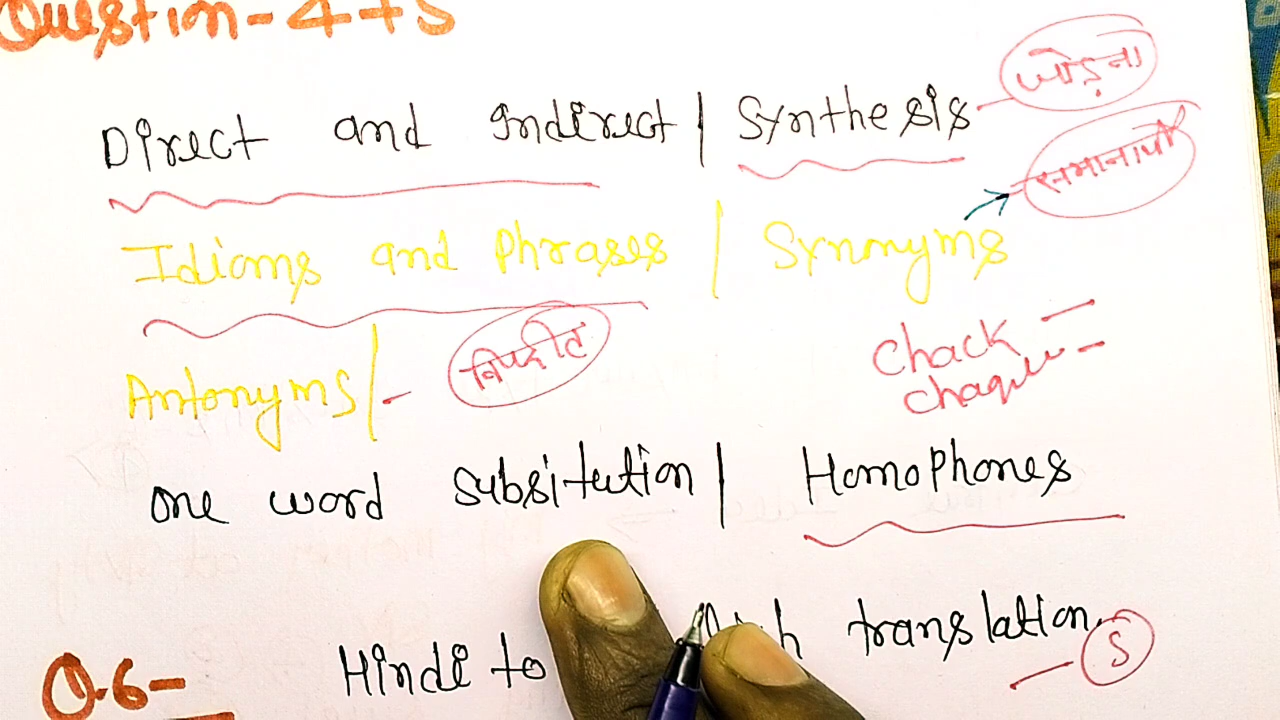 Question-4+5
Direct and Indirect | Synthesis - जोड़ना
Idioms and Phrases | Synonyms समानार्थी
Antonyms | - विपरीत
Chack -
one word Subsitution | Homophones
Q.6- Hindi to translation. 5